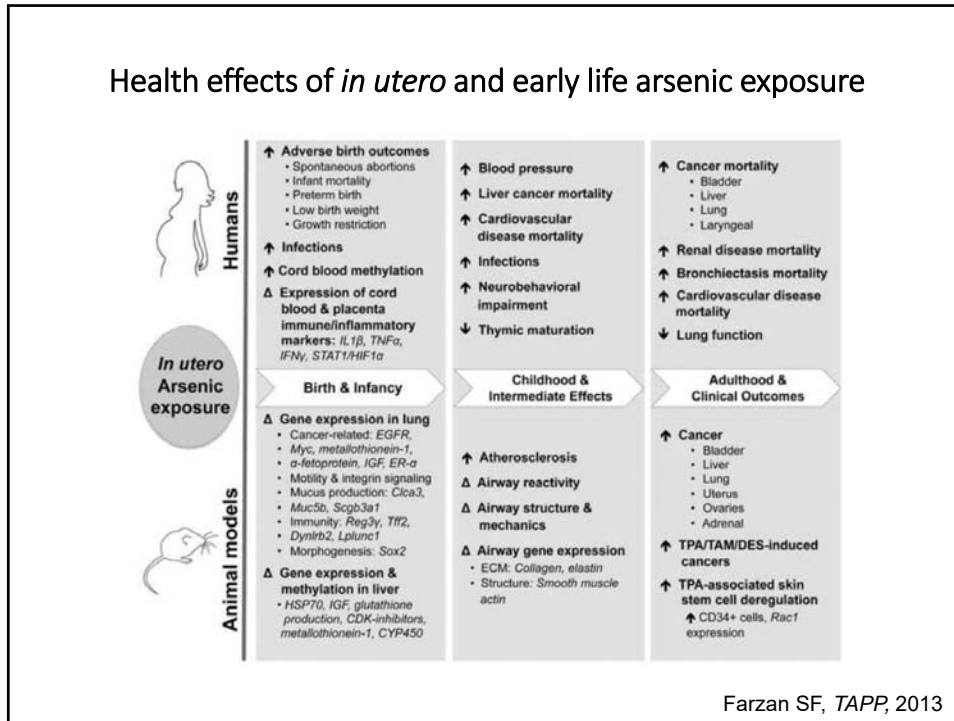 Health effects of in utero and early life arsenic exposure
Humans
↑ Adverse birth outcomes
• Spontaneous abortions
• Infant mortality
• Preterm birth
• Low birth weight
• Growth restriction
↑ Infections
↑ Cord blood methylation
Δ Expression of cord
blood & placenta
immune/inflammatory
markers: IL1β, TNFα,
IFNγ, STAT1/HIF1α
↑ Blood pressure
↑ Liver cancer mortality
↑ Cardiovascular
disease mortality
↑ Infections
↑ Neurobehavioral
impairment
↓ Thymic maturation
↑ Cancer mortality
• Bladder
• Liver
• Lung
• Laryngeal
↑ Renal disease mortality
↑ Bronchiectasis mortality
↑ Cardiovascular disease
mortality
↓ Lung function
In utero
Arsenic
exposure
Birth & Infancy
Childhood &
Intermediate Effects
Adulthood &
Clinical Outcomes
Animal models
Δ Gene expression in lung
• Cancer-related: EGFR,
• Myc, metallothionein-1,
• α-fetoprotein, IGF, ER-α
• Motility & integrin signaling
• Mucus production: Clca3,
• Muc5b, Scgb3a1
• Immunity: Reg3γ, Tff2,
• Dynlrb2, Lplunc1
• Morphogenesis: Sox2
Δ Gene expression &
methylation in liver
• HSP70, IGF, glutathione
production, CDK-inhibitors,
metallothionein-1, CYP450
↑ Atherosclerosis
Δ Airway reactivity
Δ Airway structure &
mechanics
Δ Airway gene expression
• ECM: Collagen, elastin
• Structure: Smooth muscle
actin
↑ Cancer
• Bladder
• Liver
• Lung
• Uterus
• Ovaries
• Adrenal
↑ TPA/TAM/DES-induced
cancers
↑ TPA-associated skin
stem cell deregulation
↑ CD34+ cells, Rac1
expression
Farzan SF, TAPP, 2013